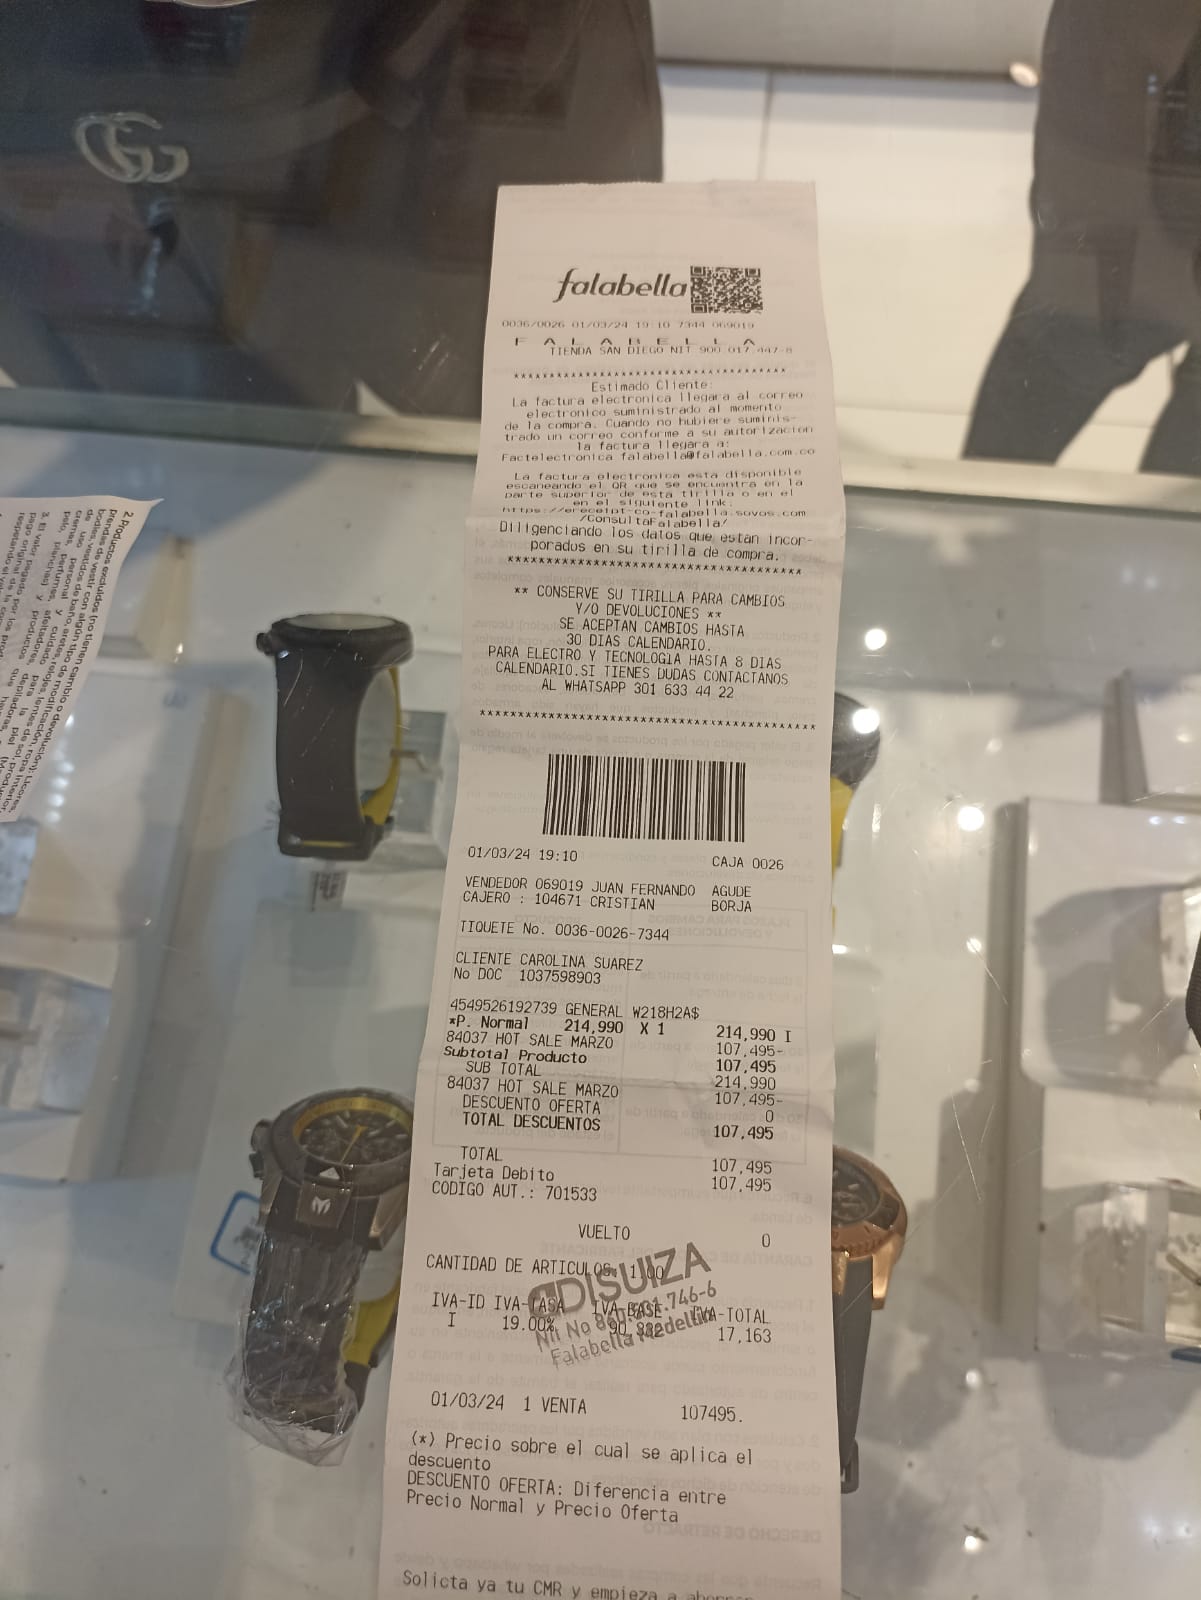 falabella
0036/0026 01/03/24 19:10 7344 069019
F A L A B E L L A
TIENDA SAN DIEGO NIT 900.017.447-8
****************************************
Estimado Cliente:
La factura electronica llegara al correo
electronico suministrado al momento
de la compra. Cuando no hubiere suminis-
trado un correo conforme a su autorizacion
la factura llegara a:
Factelectronica falabella@falabella.com.co
La factura electronica esta disponible
escaneando el QR que se encuentra en la
parte superior de esta tirilla o en el
en el siguiente link:
https://ereceipt-co-falabella.sovos.com
/ConsultaFalabella/
Diligenciando los datos que estan incor-
porados en su tirilla de compra.
****************************************
** CONSERVE SU TIRILLA PARA CAMBIOS
Y/O DEVOLUCIONES **
SE ACEPTAN CAMBIOS HASTA
30 DIAS CALENDARIO.
PARA ELECTRO Y TECNOLOGIA HASTA 8 DIAS
CALENDARIO.SI TIENES DUDAS CONTACTANOS
AL WHATSAPP 301 633 44 22
****************************************
01/03/24 19:10 CAJA 0026
VENDEDOR 069019 JUAN FERNANDO AGUDE
CAJERO : 104671 CRISTIAN BORJA
TIQUETE No. 0036-0026-7344
CLIENTE CAROLINA SUAREZ
No DOC 1037598903
4549526192739 GENERAL W218H2A$
*P. Normal 214,990 X 1 214,990 I
84037 HOT SALE MARZO 107,495-
Subtotal Producto 107,495
SUB TOTAL 214,990
84037 HOT SALE MARZO 107,495-
DESCUENTO OFERTA 0
TOTAL DESCUENTOS 107,495
TOTAL 107,495
Tarjeta Debito 107,495
CODIGO AUT.: 701533
VUELTO 0
CANTIDAD DE ARTICULOS: 1.00
DISUIZA
IVA-ID IVA-TASA IVA-BASE IVA-TOTAL
I 19.00% 90,332 17,163
Falabella Medellin
01/03/24 1 VENTA 107495.
(*) Precio sobre el cual se aplica el
descuento
DESCUENTO OFERTA: Diferencia entre
Precio Normal y Precio Oferta
Solicta ya tu CMR y empieza a